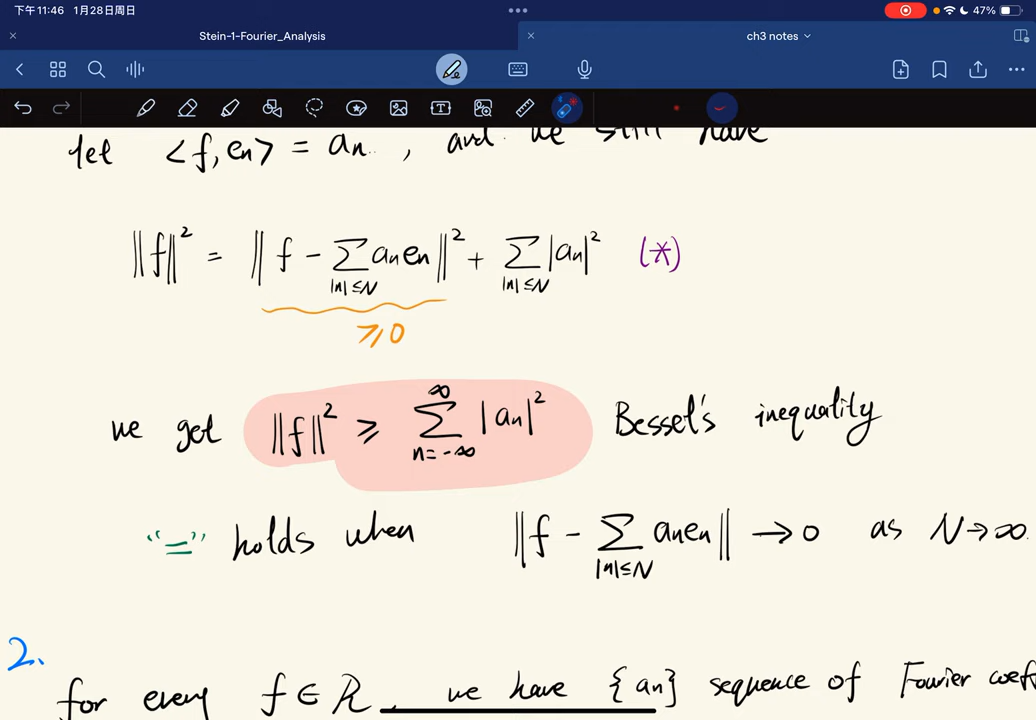 下午11:46 1月28日周日
47%
Stein-1-Fourier_Analysis
ch3 notes
let <f, en> = an , and we still have
||f||² = || f - ∑ an en ||² + ∑ |an|² (*)
|n| ≤ N |n| ≤ N
≥ 0
we get ||f||² ≥ ∑ |an|² Bessel's inequality
∞
n = -∞
"=" holds when || f - ∑ an en || → 0 as N → ∞.
|n| ≤ N
2.
for every f ∈ R, we have {an} sequence of Fourier coef